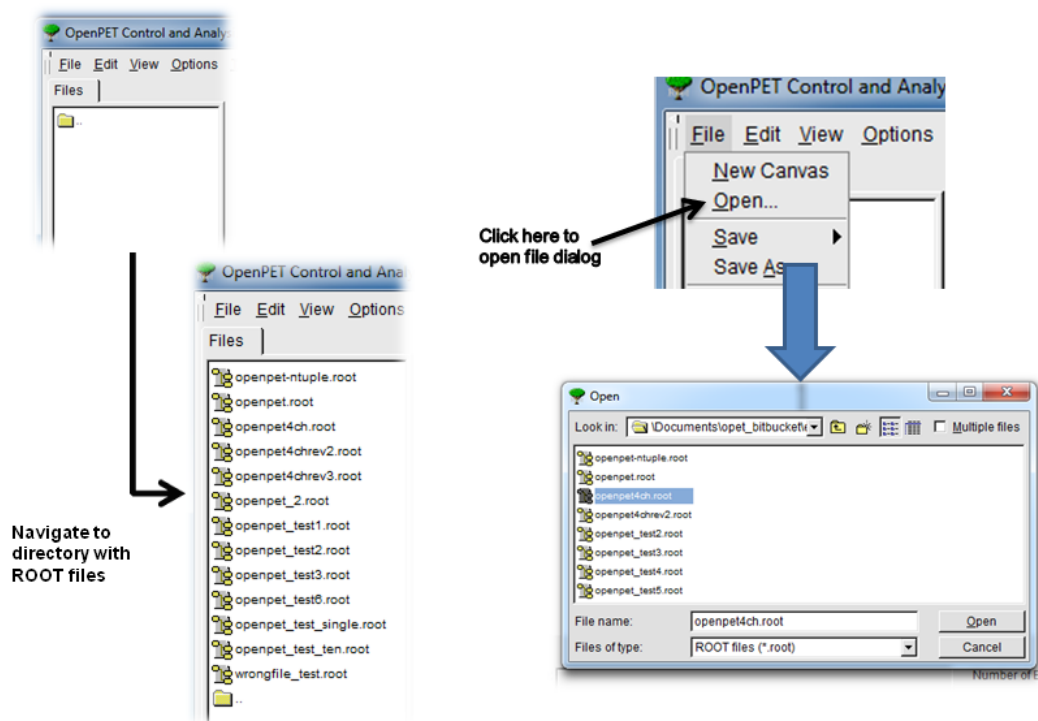 OpenPET Control and Analy
File Edit View Options
Files
..
Navigate to
directory with
ROOT files
OpenPET Control and Anal
File Edit View Options
Files
openpet-ntuple.root
openpet.root
openpet4ch.root
openpet4chrev2.root
openpet4chrev3.root
openpet_2.root
openpet_test1.root
openpet_test2.root
openpet_test3.root
openpet_test6.root
openpet_test_single.root
openpet_test_ten.root
wrongfile_test.root
..
OpenPET Control and Analy
File Edit View Options
New Canvas
Open...
Save
Save As
Click here to
open file dialog
Open
Look in: \Documents\opet_bitbucket\ Multiple files
openpet-ntuple.root
openpet.root
openpet4ch.root
openpet4chrev2.root
openpet_test2.root
openpet_test3.root
openpet_test4.root
openpet_test5.root
File name: openpet4ch.root Open
Files of type: ROOT files (*.root) Cancel
Number of E